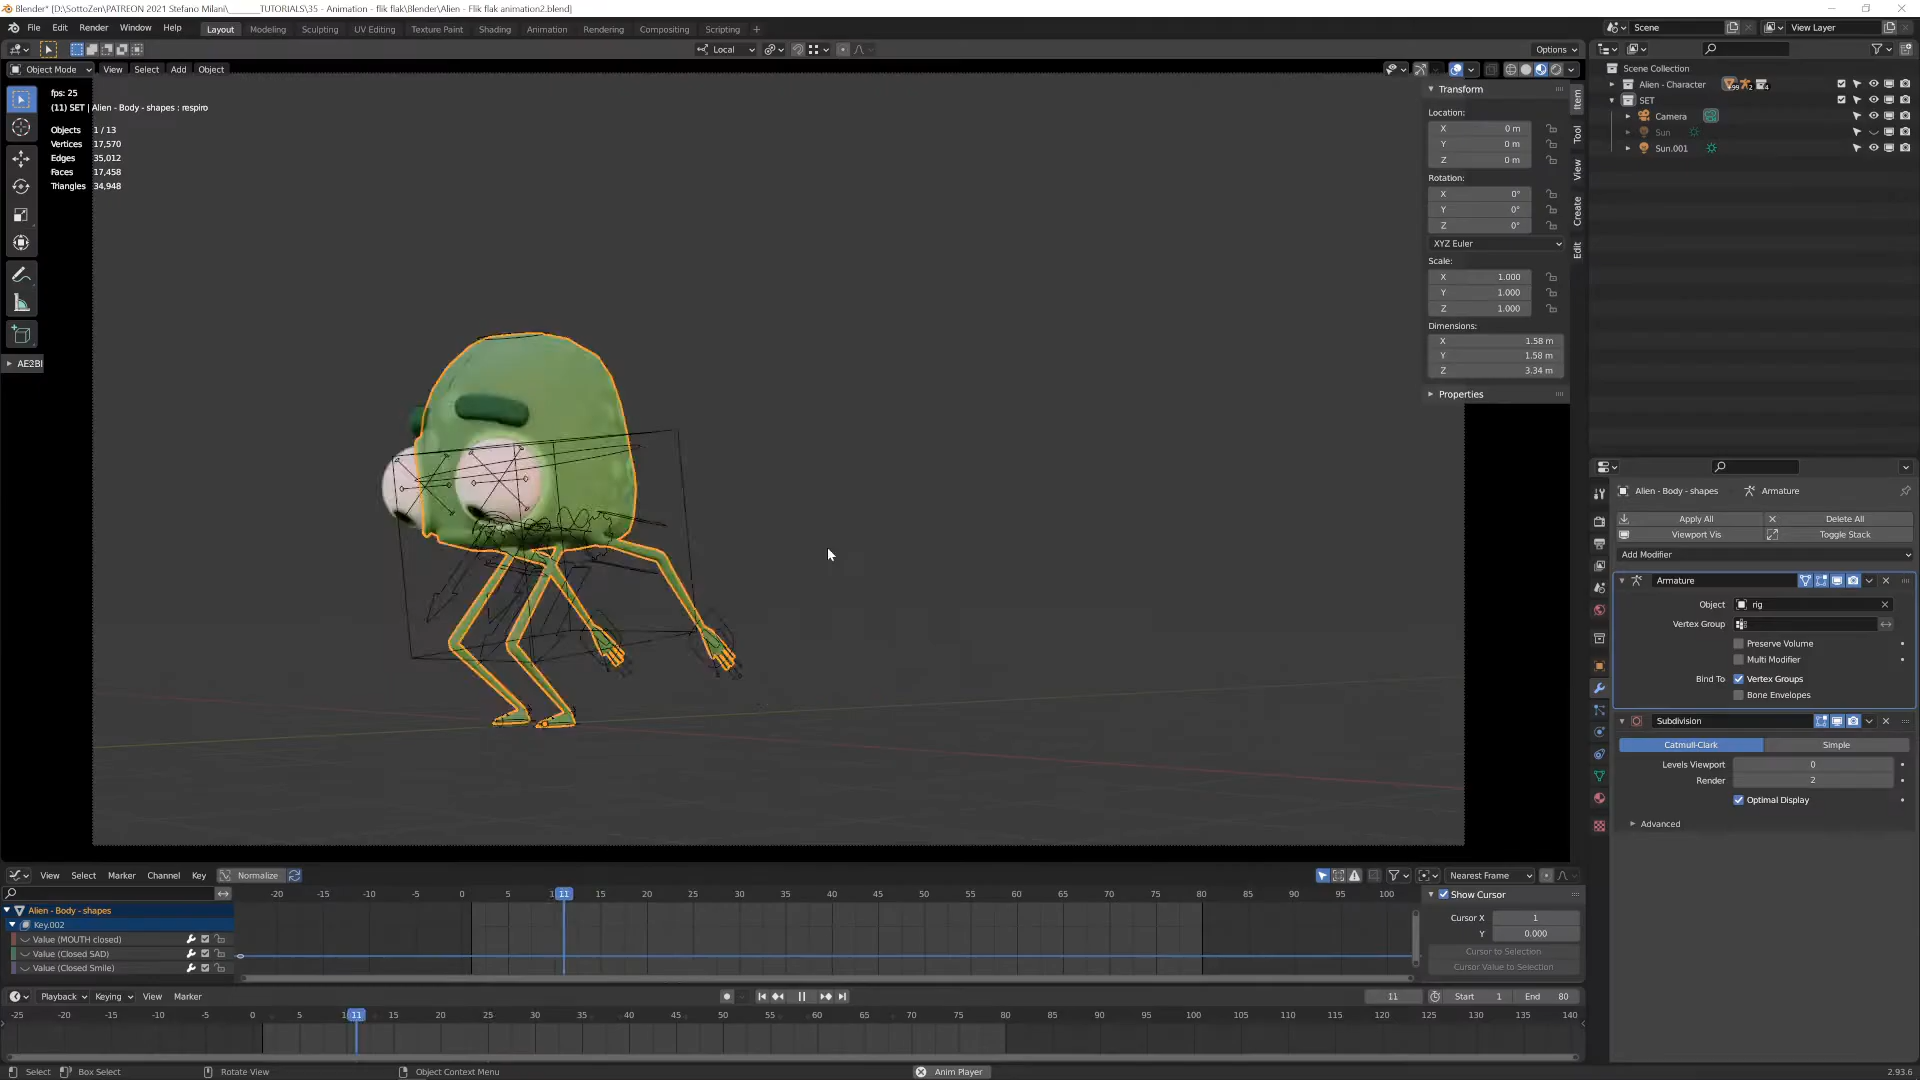 Blender* [D:\SottoZen\PATREON 2021 Stefano Milani\_______TUTORIALS\35 - Animation - flik flak\Blender\Alien - Flik flak animation2.blend]
File Edit Render Window Help Layout Modeling Sculpting UV Editing Texture Paint Shading Animation Rendering Compositing Scripting + Scene View Layer
Local Options
Object Mode View Select Add Object
Scene Collection
Alien - Character
SET
Camera
Sun
Sun.001
fps: 25
(11) SET | Alien - Body - shapes : respiro
Objects 1 / 13
Vertices 17,570
Edges 35,012
Faces 17,458
Triangles 34,948
AE2Bl
Transform
Location:
X 0 m
Y 0 m
Z 0 m
Rotation:
X 0°
Y 0°
Z 0°
XYZ Euler
Scale:
X 1.000
Y 1.000
Z 1.000
Dimensions:
X 1.58 m
Y 1.58 m
Z 3.34 m
Properties
Item
Tool
View
Create
Edit
Alien - Body - shapes Armature
Apply All Delete All
Viewport Vis Toggle Stack
Add Modifier
Armature
Object rig
Vertex Group
Preserve Volume
Multi Modifier
Bind To Vertex Groups
Bone Envelopes
Subdivision
Catmull-Clark Simple
Levels Viewport 0
Render 2
Optimal Display
Advanced
View Select Marker Channel Key Normalize Nearest Frame
-20 -15 -10 -5 0 5 1 11 15 20 25 30 35 40 45 50 55 60 65 70 75 80 85 90 95 100
Show Cursor
Alien - Body - shapes
Key.002
Value (MOUTH closed)
Value (Closed SAD)
Value (Closed Smile)
Cursor X 1
Y 0.000
Cursor to Selection
Cursor Value to Selection
Playback Keying View Marker 11 Start 1 End 80
-25 -20 -15 -10 -5 0 5 1 11 15 20 25 30 35 40 45 50 55 60 65 70 75 80 85 90 95 100 105 110 115 120 125 130 135 140
Select Box Select Rotate View Object Context Menu Anim Player 2.93.6